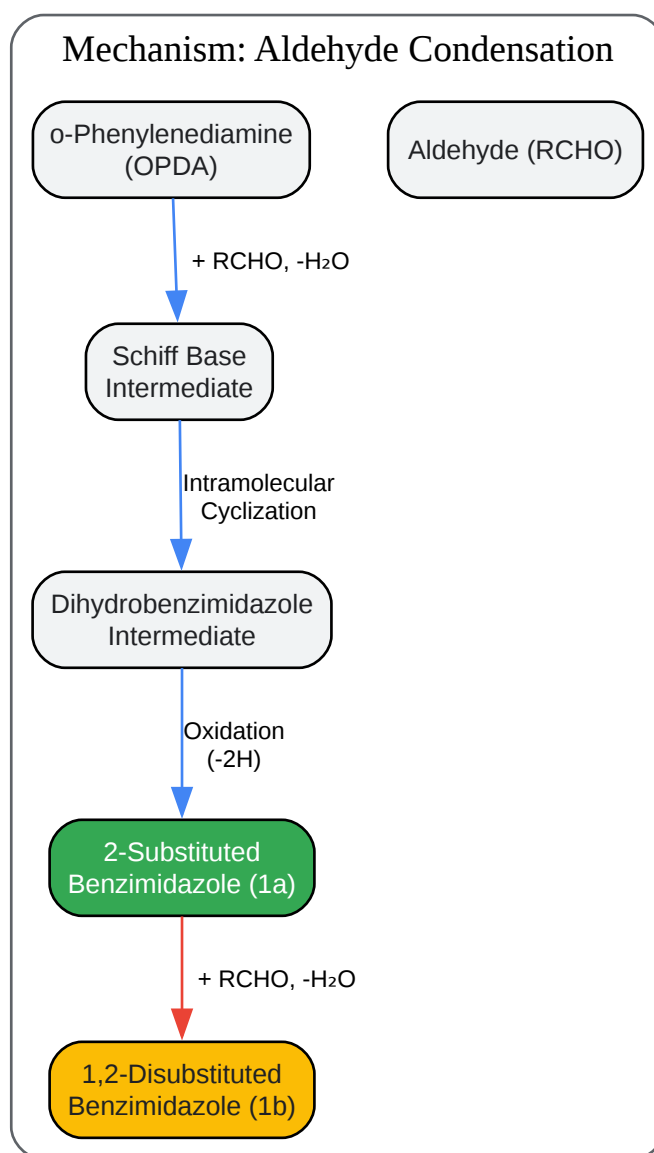 Mechanism: Aldehyde Condensation
o-Phenylenediamine
(OPDA)
Aldehyde (RCHO)
+ RCHO, -H₂O
Schiff Base
Intermediate
Intramolecular
Cyclization
Dihydrobenzimidazole
Intermediate
Oxidation
(-2H)
2-Substituted
Benzimidazole (1a)
+ RCHO, -H₂O
1,2-Disubstituted
Benzimidazole (1b)